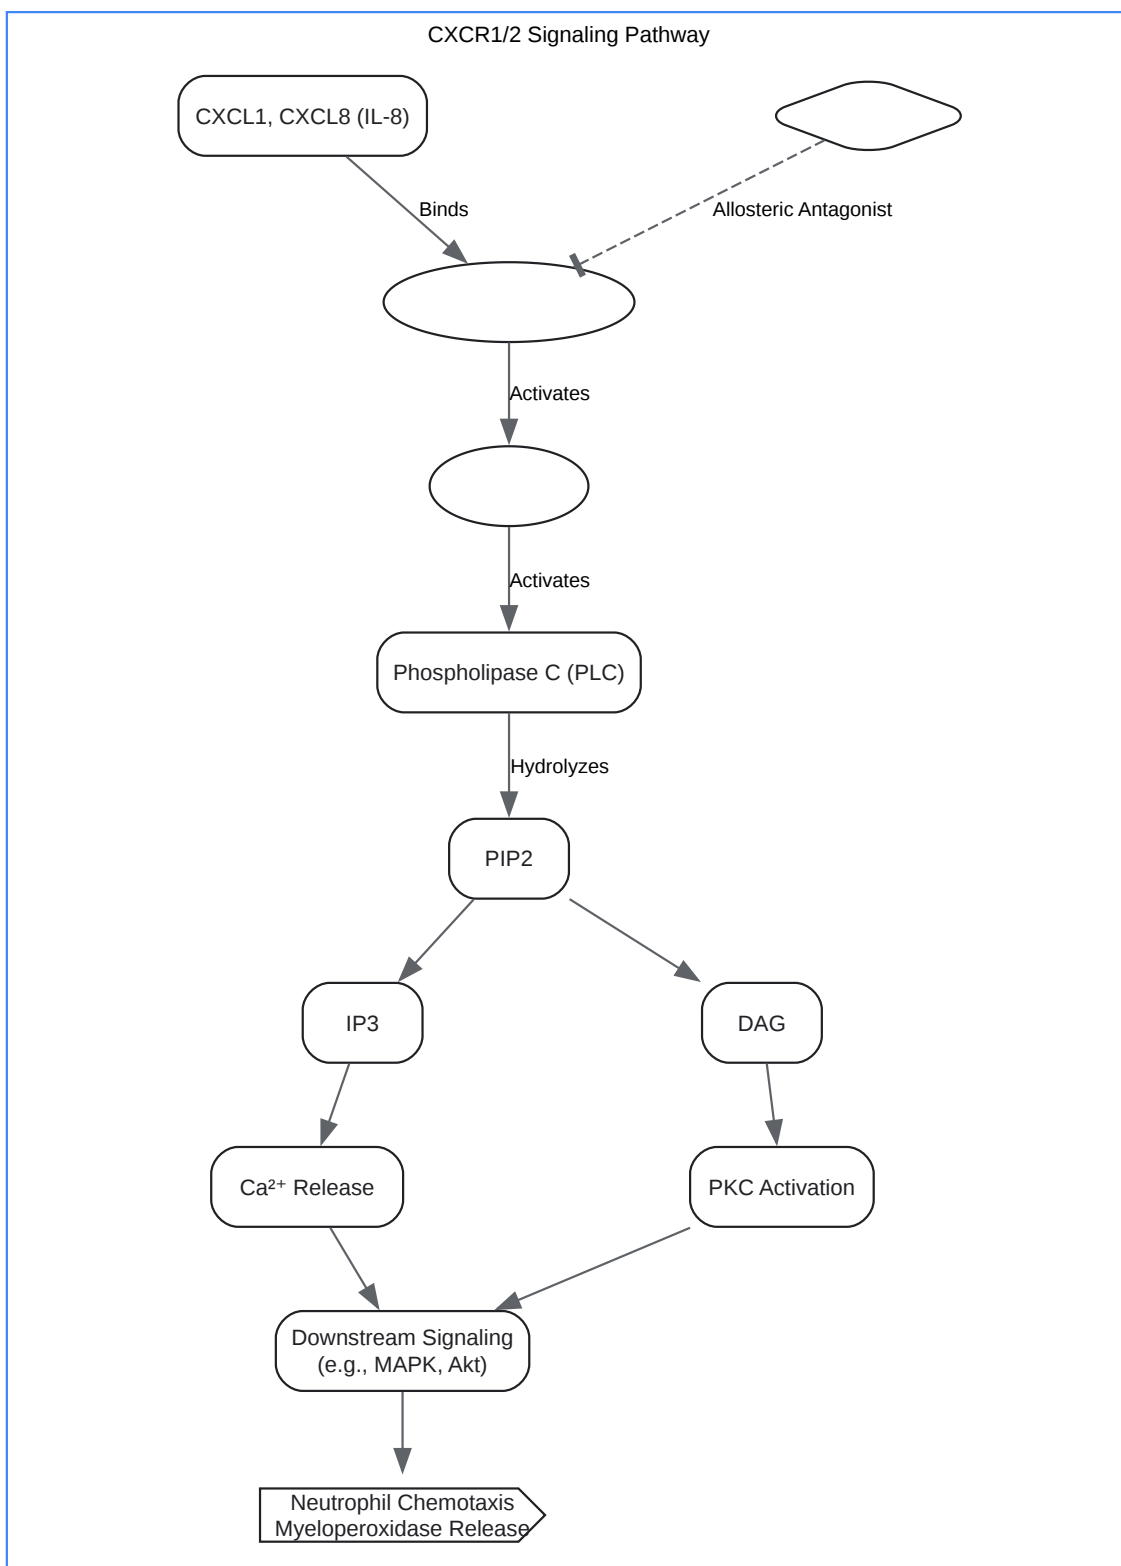 CXCR1/2 Signaling Pathway
CXCL1, CXCL8 (IL-8)
Binds
Allosteric Antagonist
Activates
Activates
Phospholipase C (PLC)
Hydrolyzes
PIP2
IP3
DAG
Ca²⁺ Release
PKC Activation
Downstream Signaling
(e.g., MAPK, Akt)
Neutrophil Chemotaxis
Myeloperoxidase Release